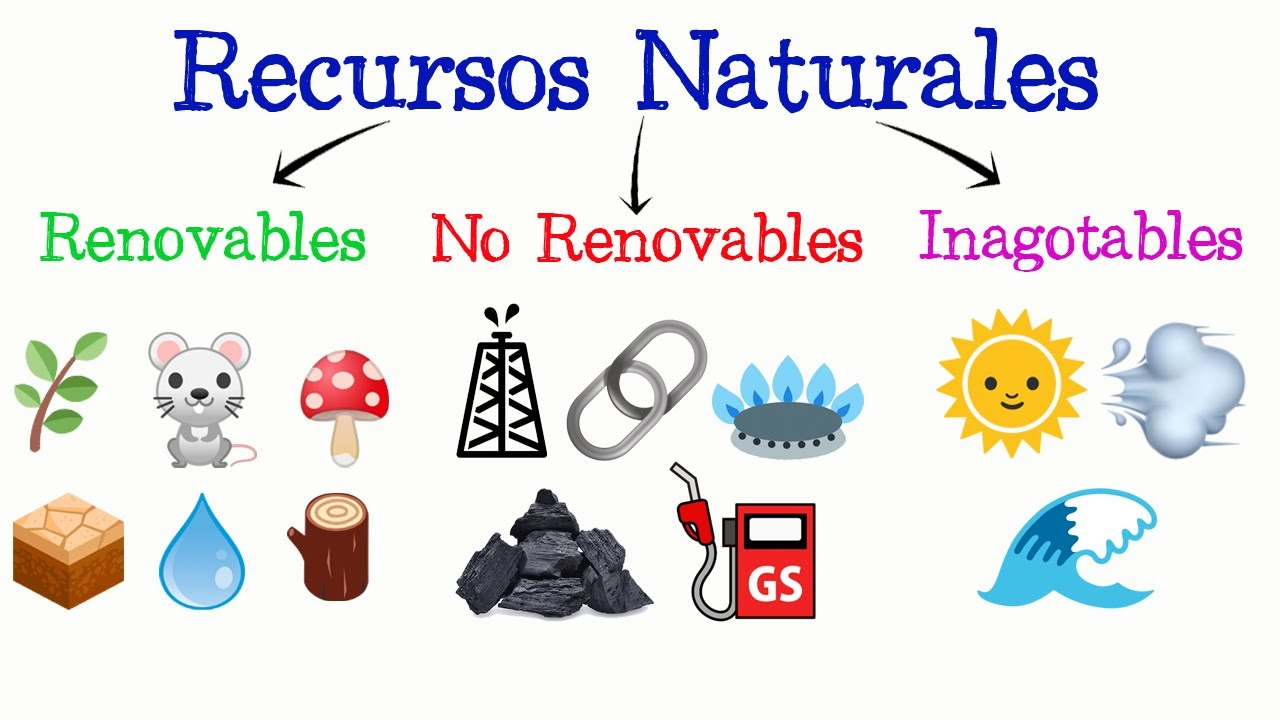 Recursos Naturales
Renovables
No Renovables
Inagotables
GS